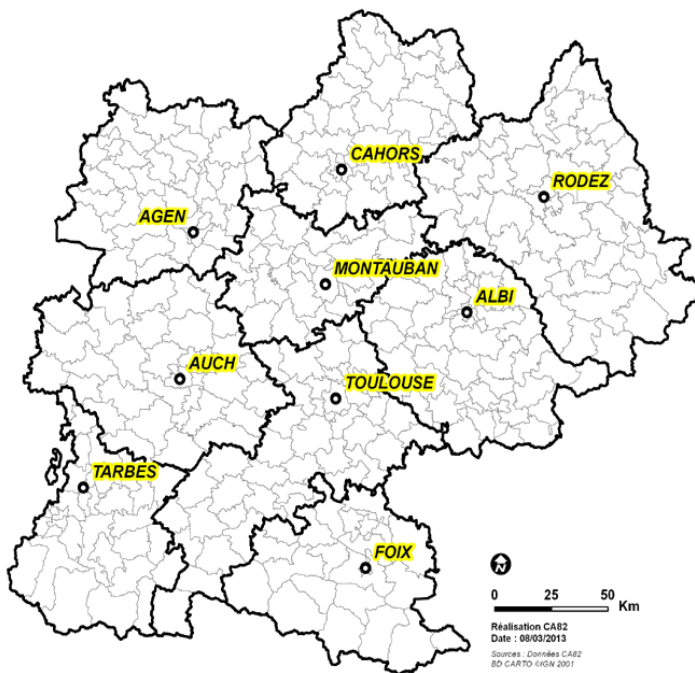 CAHORS
RODEZ
AGEN
MONTAUBAN
ALBI
AUCH
TOULOUSE
TARBES
FOIX
N
0 25 50 Km
Réalisation CA82
Date : 08/03/2013
Sources : Données CA82
BD CARTO ©IGN 2001